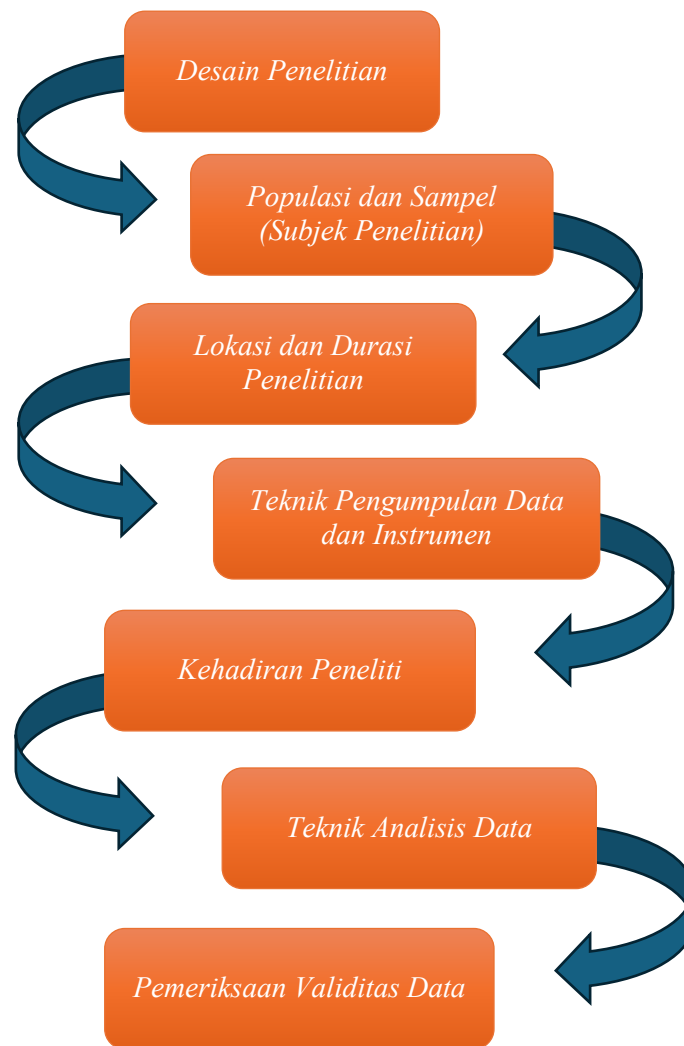 Desain Penelitian
Populasi dan Sampel
(Subjek Penelitian)
Lokasi dan Durasi
Penelitian
Teknik Pengumpulan Data
dan Instrumen
Kehadiran Peneliti
Teknik Analisis Data
Pemeriksaan Validitas Data